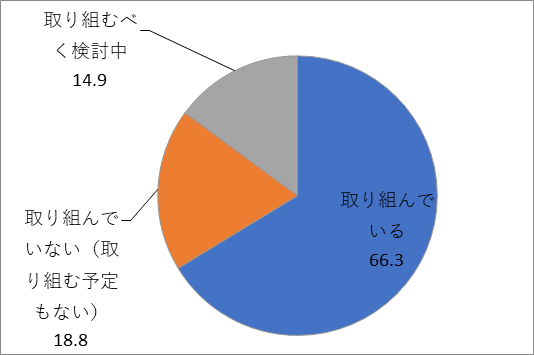 取り組むべ
く検討中
14.9
取り組んで
いる
66.3
取り組んで
いない（取
り組む予定
もない）
18.8